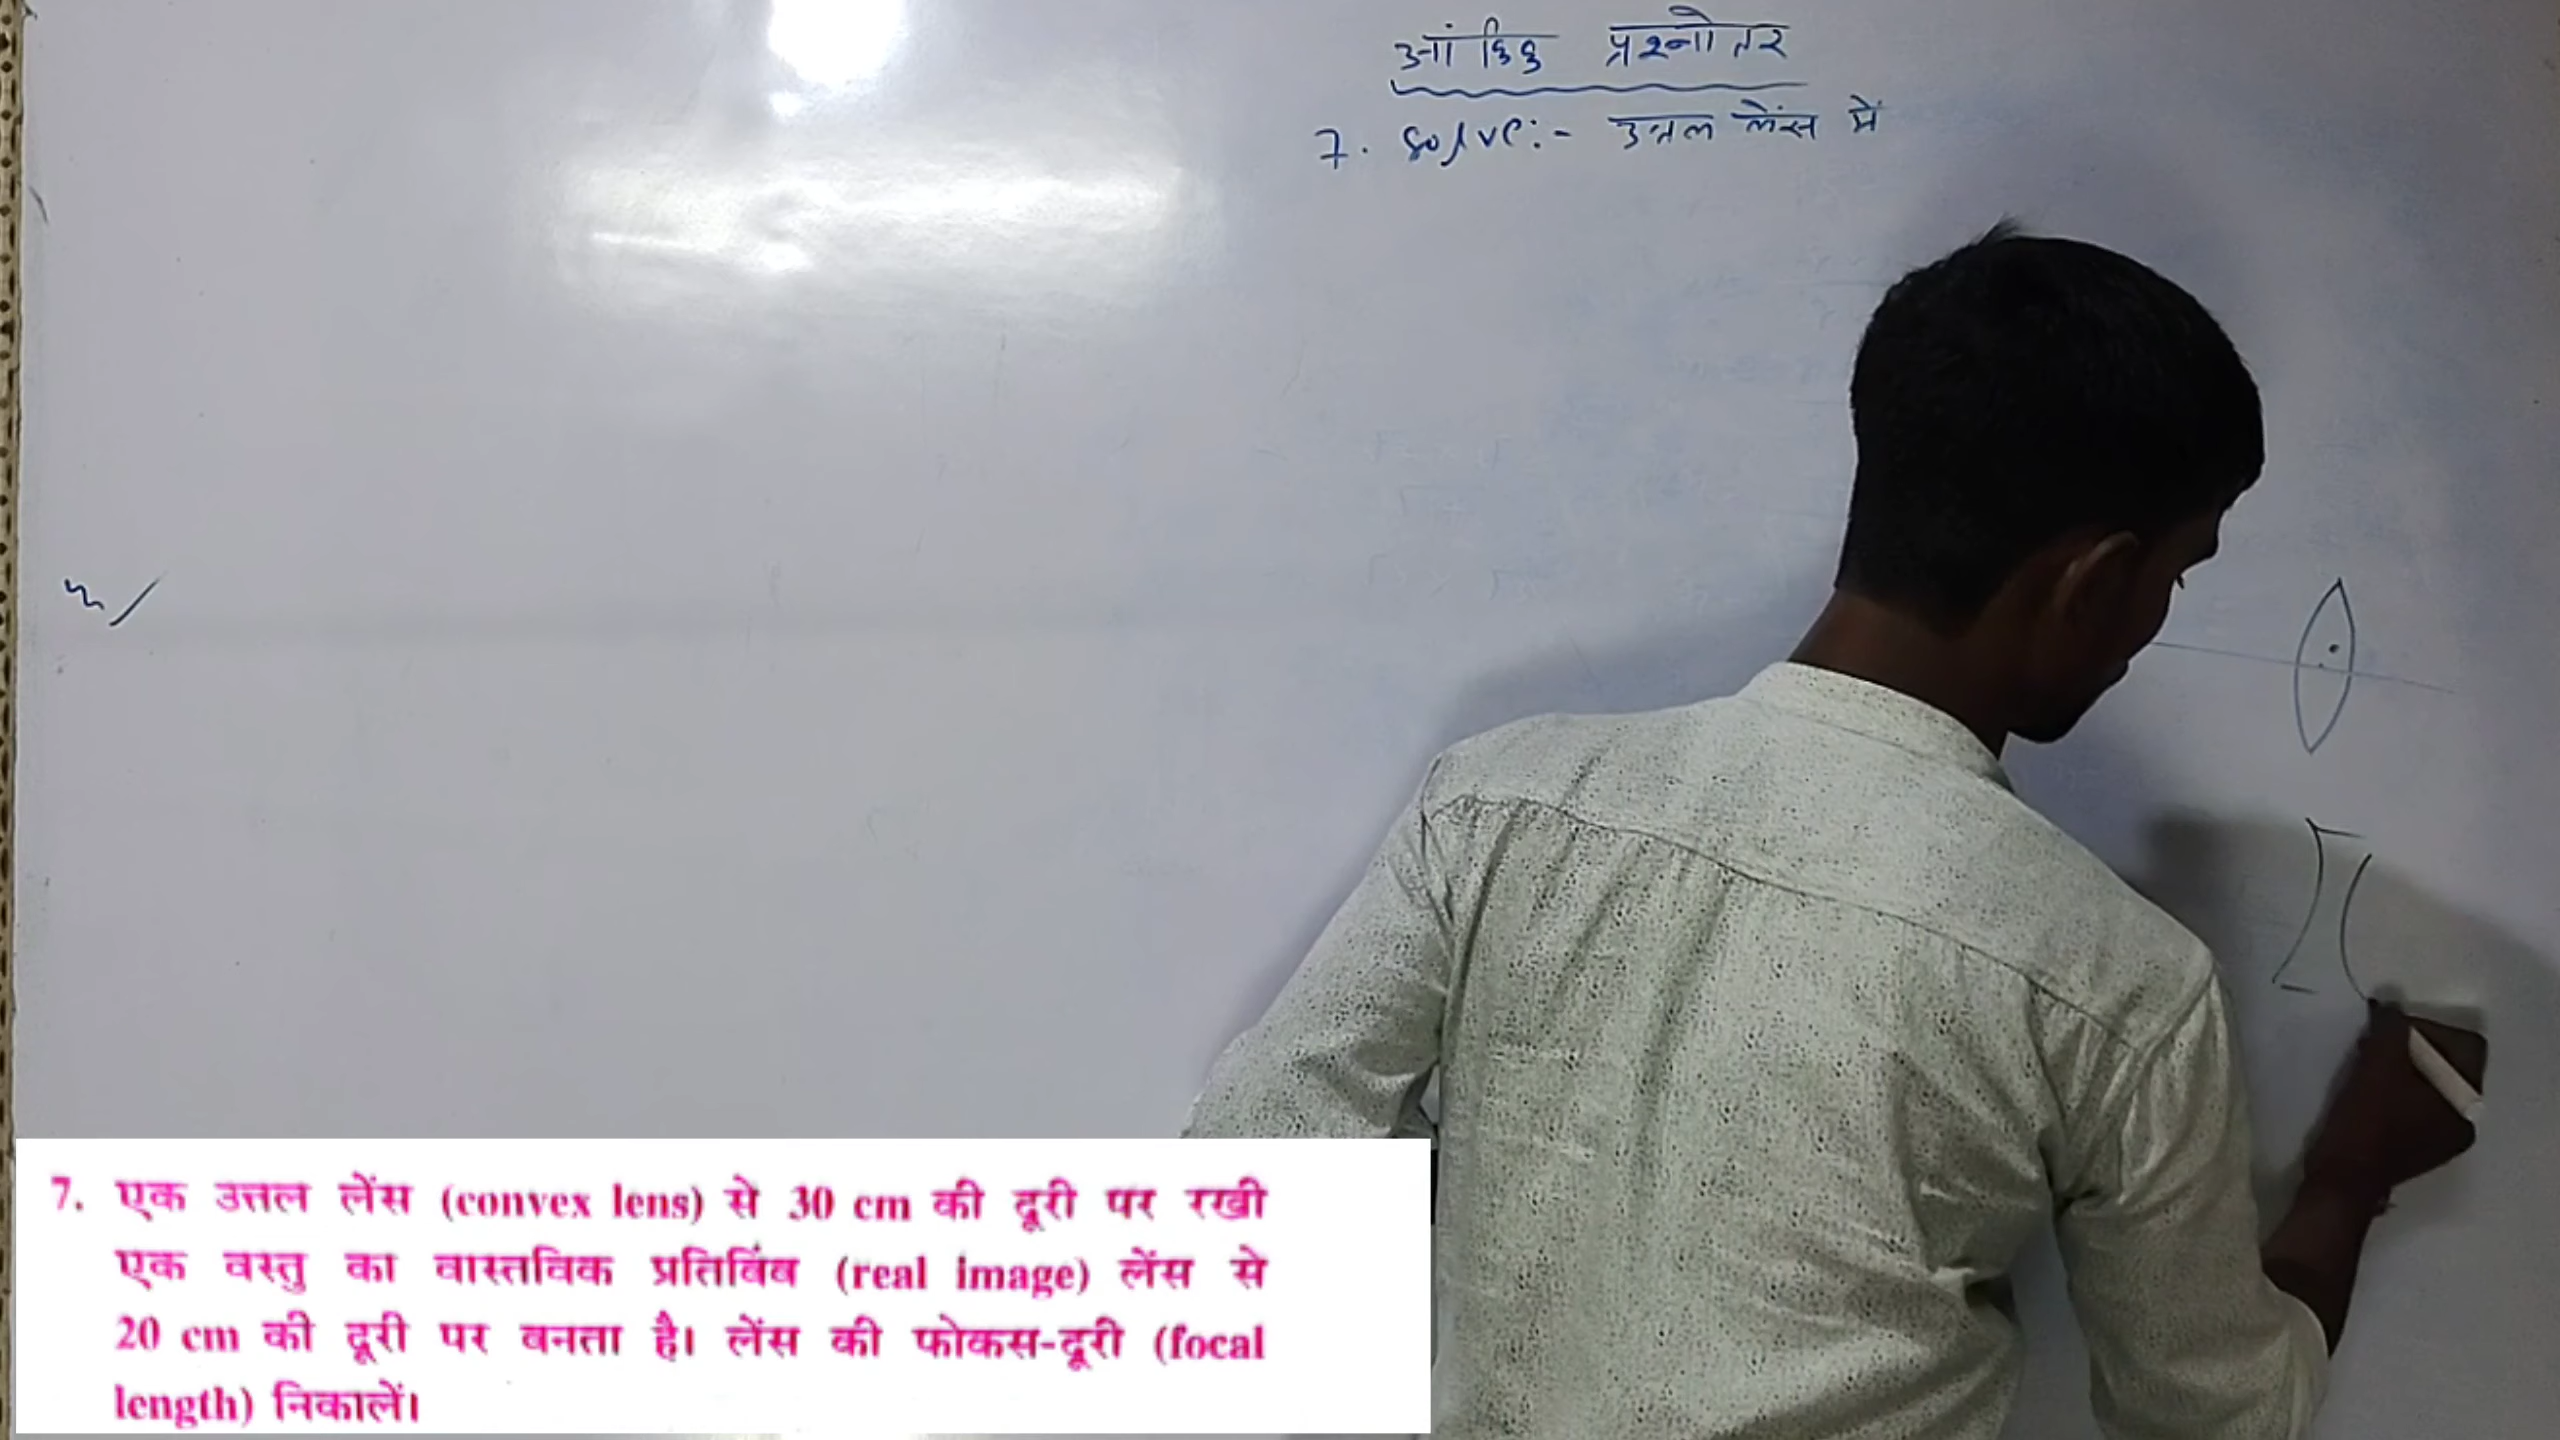 आंकिक प्रश्नोतर
7. Solve:- उत्तल लेंस में
7. एक उत्तल लेंस (convex lens) से 30 cm की दूरी पर रखी
एक वस्तु का वास्तविक प्रतिबिंब (real image) लेंस से
20 cm की दूरी पर बनता है। लेंस की फोकस-दूरी (focal
length) निकालें।